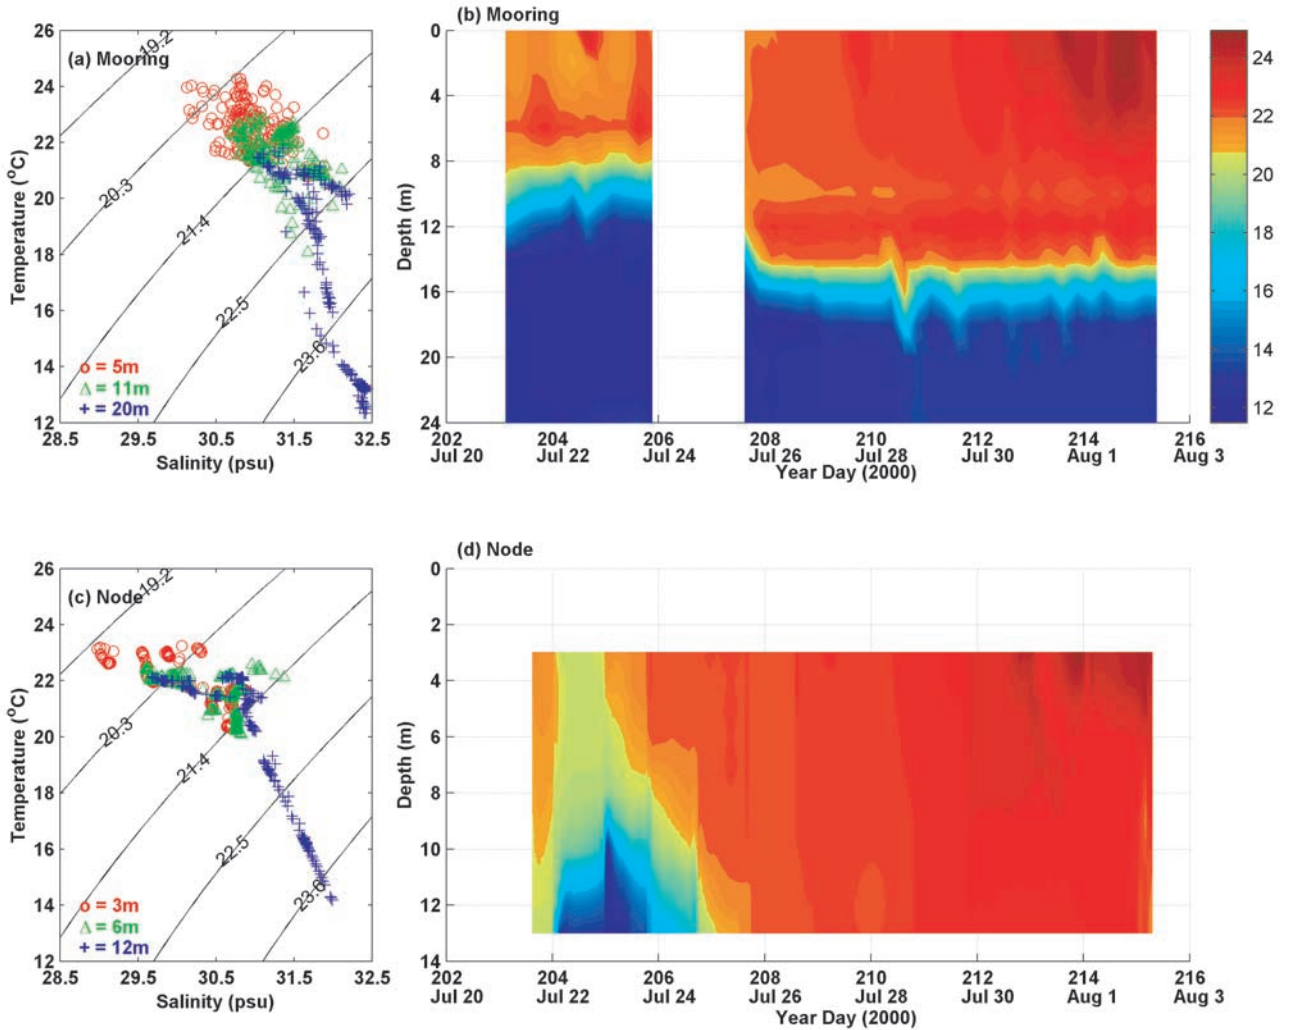 (a) Mooring
26
24
22
20
18
16
14
12
Temperature (°C)
19.2
20.3
21.4
22.5
23.6
o = 5m
Δ = 11m
+ = 20m
28.5 29.5 30.5 31.5 32.5
Salinity (psu)
(b) Mooring
0
4
8
12
16
20
24
Depth (m)
202 204 206 208 210 212 214 216
Jul 20 Jul 22 Jul 24 Jul 26 Jul 28 Jul 30 Aug 1 Aug 3
Year Day (2000)
24
22
20
18
16
14
12
(c) Node
26
24
22
20
18
16
14
12
Temperature (°C)
19.2
20.3
21.4
22.5
23.6
o = 3m
Δ = 6m
+ = 12m
28.5 29.5 30.5 31.5 32.5
Salinity (psu)
(d) Node
0
2
4
6
8
10
12
14
Depth (m)
202 204 206 208 210 212 214 216
Jul 20 Jul 22 Jul 24 Jul 26 Jul 28 Jul 30 Aug 1 Aug 3
Year Day (2000)